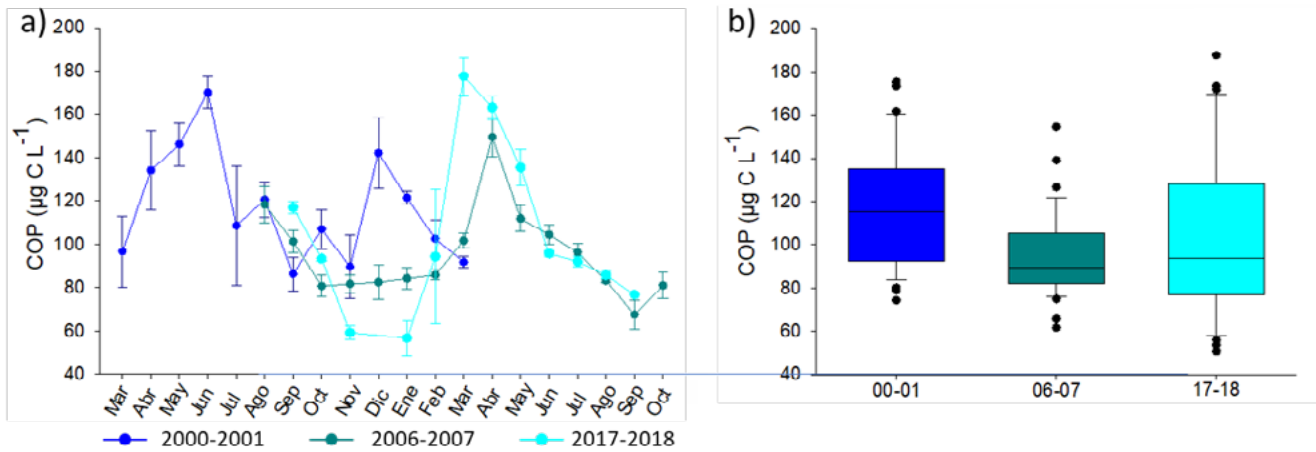 a)
COP (µg C L⁻¹)
200
180
160
140
120
100
80
60
40
Mar Abr May Jun Jul Ago Sep Oct Nov Dic Ene Feb Mar Abr May Jun Jul Ago Sep Oct
2000-2001 2006-2007 2017-2018
b)
COP (µg C L⁻¹)
200
180
160
140
120
100
80
60
40
00-01 06-07 17-18